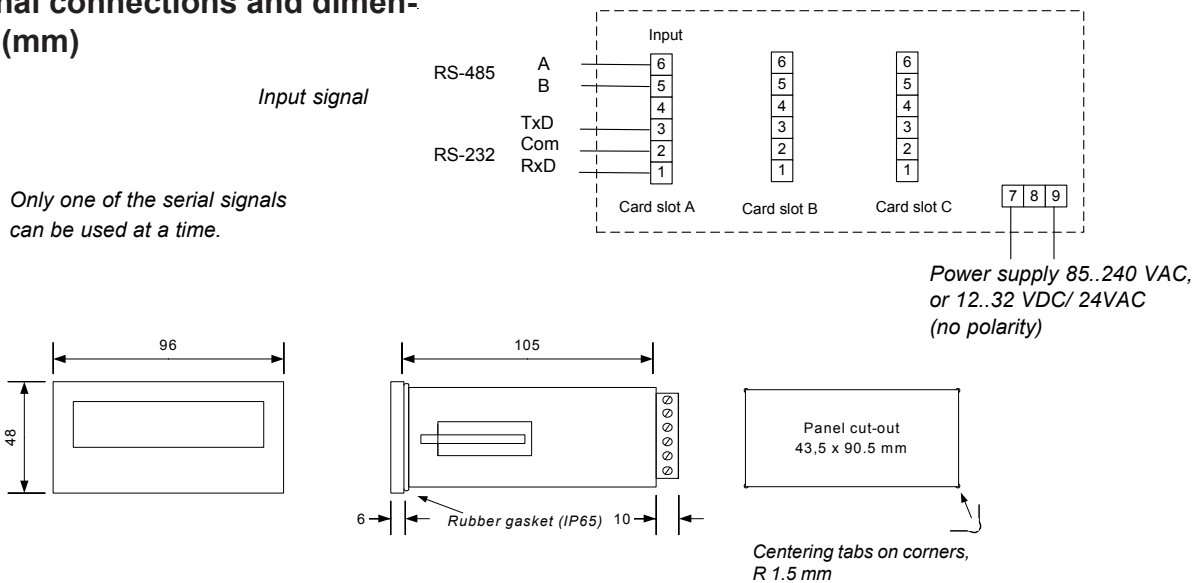 nal connections and dimen-
(mm)
Input signal
Only one of the serial signals
can be used at a time.
RS-485
A
B
RS-232
TxD
Com
RxD
Input
6
5
4
3
2
1
Card slot A
6
5
4
3
2
1
Card slot B
6
5
4
3
2
1
Card slot C
7 8 9
Power supply 85..240 VAC,
or 12..32 VDC/ 24VAC
(no polarity)
96
48
105
6
Rubber gasket (IP65)
10
Panel cut-out
43,5 x 90.5 mm
Centering tabs on corners,
R 1.5 mm